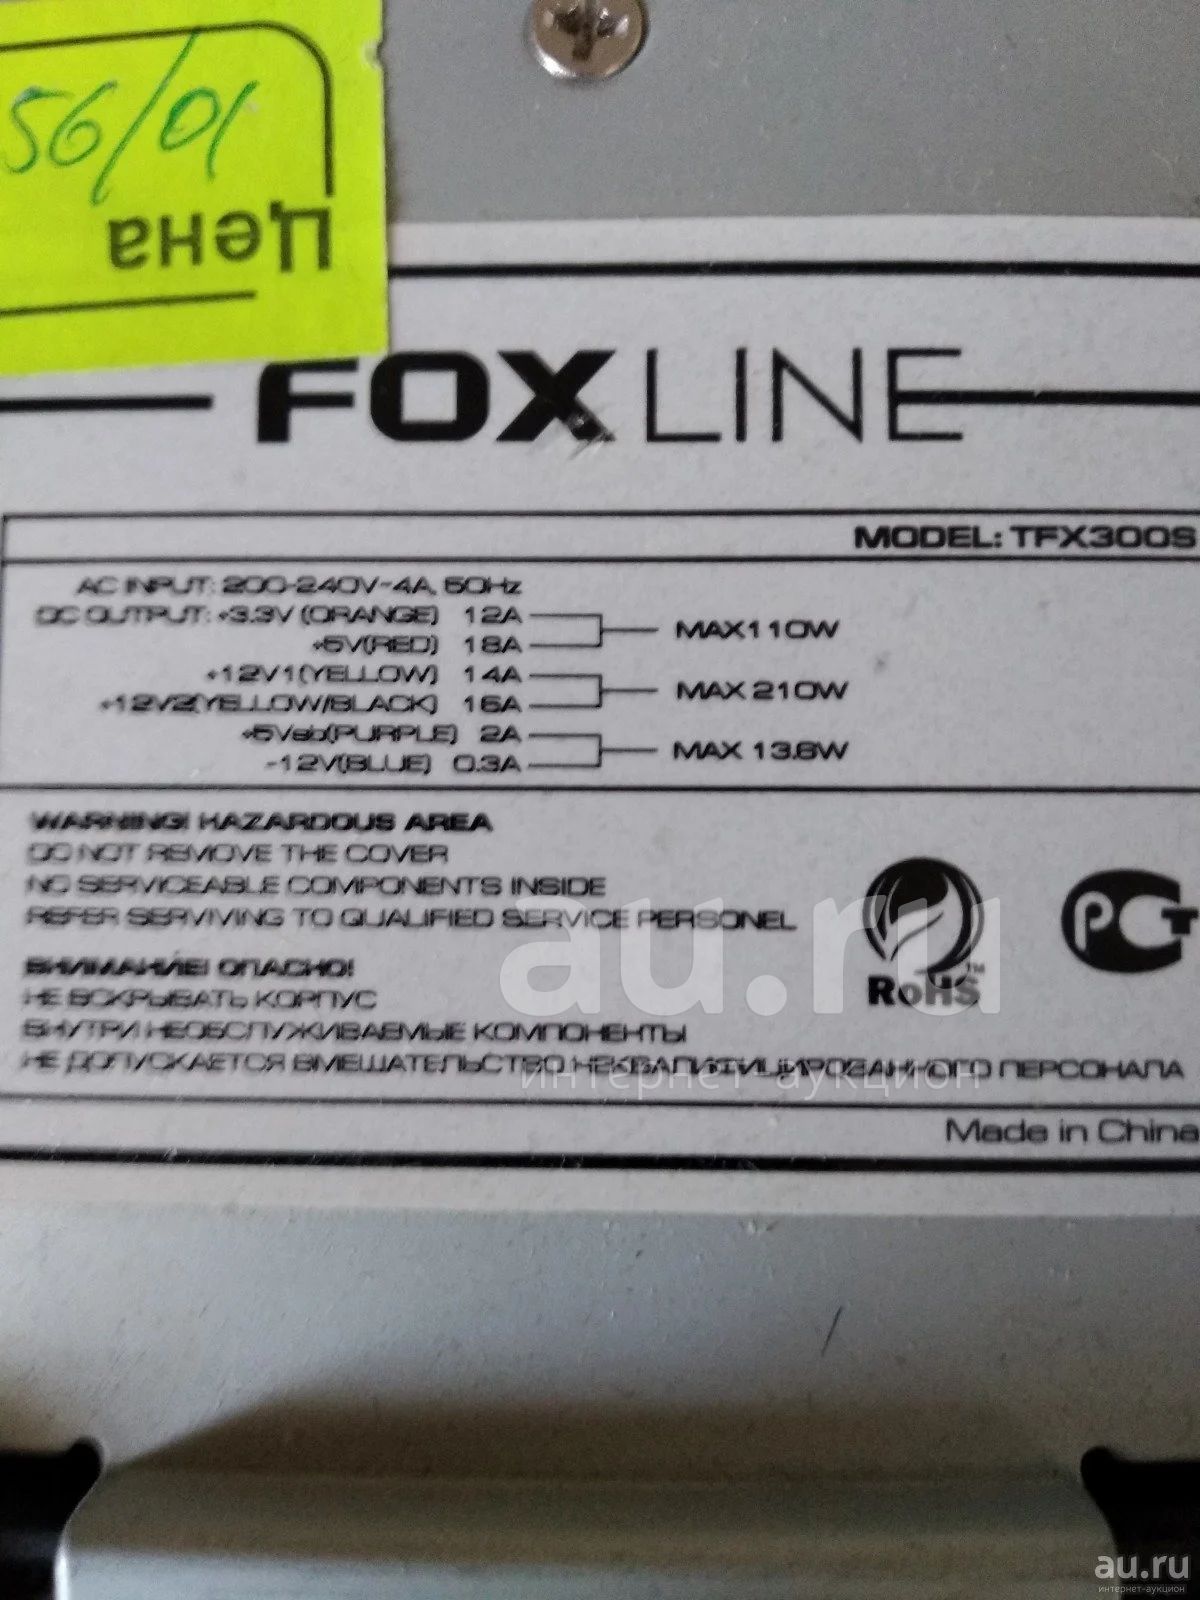 56/01
Цена
FOXLINE
MODEL: TFX300S
AC INPUT: 200-240V~4A, 50Hz
DC OUTPUT: +3.3V (ORANGE) 12A
MAX110W
+5V(RED) 18A
+12V1(YELLOW) 14A
MAX 210W
+12V2(YELLOW/BLACK) 16A
+5Vsb(PURPLE) 2A
MAX 13.6W
-12V(BLUE) 0.3A
WARNING! HAZARDOUS AREA
DO NOT REMOVE THE COVER
NO SERVICEABLE COMPONENTS INSIDE
REFER SERVIVING TO QUALIFIED SERVICE PERSONEL
RoHS
PCT
ВНИМАНИЕ! ОПАСНО!
НЕ ВСКРЫВАТЬ КОРПУС
ВНУТРИ НЕОБСЛУЖИВАЕМЫЕ КОМПОНЕНТЫ
НЕ ДОПУСКАЕТСЯ ВМЕШАТЕЛЬСТВО НЕКВАЛИФИЦИРОВАННОГО ПЕРСОНАЛА
Made in China
au.ru
интернет-аукцион
au.ru
интернет-аукцион